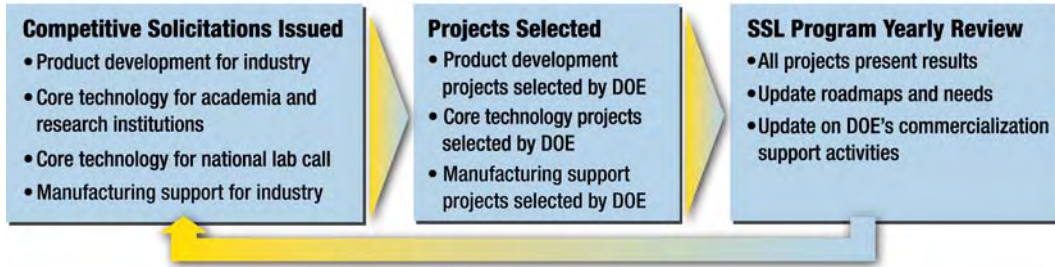 Competitive Solicitations Issued
• Product development for industry
• Core technology for academia and
research institutions
• Core technology for national lab call
• Manufacturing support for industry
Projects Selected
• Product development
projects selected by DOE
• Core technology projects
selected by DOE
• Manufacturing support
projects selected by DOE
SSL Program Yearly Review
• All projects present results
• Update roadmaps and needs
• Update on DOE's commercialization
support activities